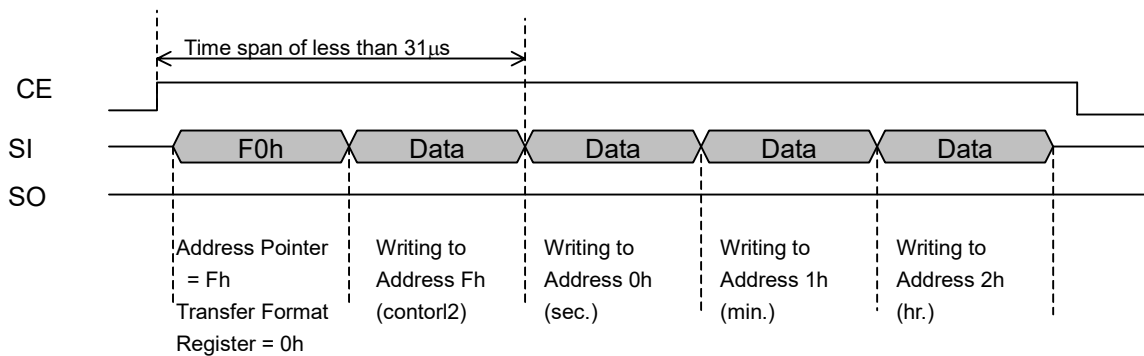 Time span of less than 31μs
CE
SI
F0h
Data
Data
Data
Data
SO
Address Pointer
= Fh
Transfer Format
Register = 0h
Writing to
Address Fh
(contorl2)
Writing to
Address 0h
(sec.)
Writing to
Address 1h
(min.)
Writing to
Address 2h
(hr.)